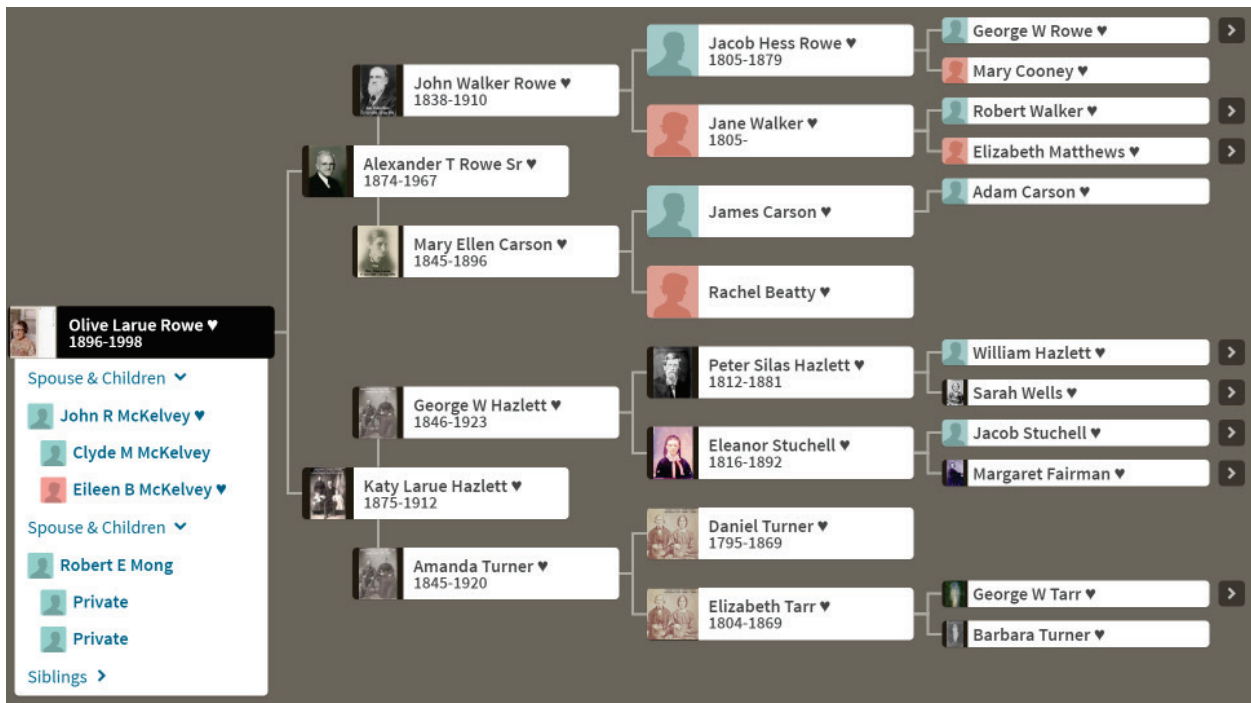 Olive Larue Rowe ♥
1896-1998
Spouse & Children
John R McKelvey ♥
Clyde M McKelvey
Eileen B McKelvey ♥
Spouse & Children
Robert E Mong
Private
Private
Siblings
Alexander T Rowe Sr ♥
1874-1967
Katy Larue Hazlett ♥
1875-1912
John Walker Rowe ♥
1838-1910
Mary Ellen Carson ♥
1845-1896
George W Hazlett ♥
1846-1923
Amanda Turner ♥
1845-1920
Jacob Hess Rowe ♥
1805-1879
Jane Walker ♥
1805-
James Carson ♥
Rachel Beatty ♥
Peter Silas Hazlett ♥
1812-1881
Eleanor Stuchell ♥
1816-1892
Daniel Turner ♥
1795-1869
Elizabeth Tarr ♥
1804-1869
George W Rowe ♥
Mary Cooney ♥
Robert Walker ♥
Elizabeth Matthews ♥
Adam Carson ♥
William Hazlett ♥
Sarah Wells ♥
Jacob Stuchell ♥
Margaret Fairman ♥
George W Tarr ♥
Barbara Turner ♥